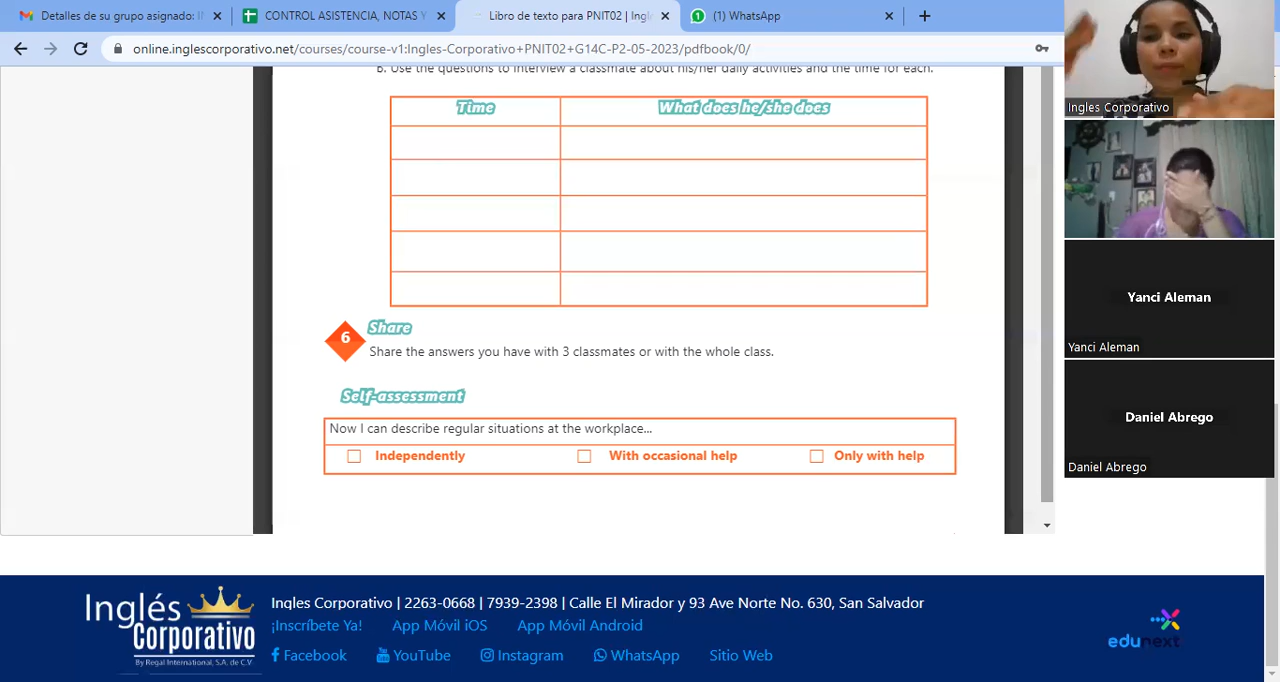 Detalles de su grupo asignado: I
CONTROL ASISTENCIA, NOTAS Y
Libro de texto para PNIT02 | Ingl
(1) WhatsApp
online.inglescorporativo.net/courses/course-v1:Ingles-Corporativo+PNIT02+G14C-P2-05-2023/pdfbook/0/
b. Use the questions to interview a classmate about his/her daily activities and the time for each.
Time
What does he/she does
6
Share
Share the answers you have with 3 classmates or with the whole class.
Self-assessment
Now I can describe regular situations at the workplace...
Independently
With occasional help
Only with help
Ingles Corporativo
Yanci Aleman
Yanci Aleman
Daniel Abrego
Daniel Abrego
Inglés
Corporativo
By Regal International, S.A. de C.V.
Ingles Corporativo | 2263-0668 | 7939-2398 | Calle El Mirador y 93 Ave Norte No. 630, San Salvador
¡Inscríbete Ya! App Móvil iOS App Móvil Android
Facebook YouTube Instagram WhatsApp Sitio Web
edunext